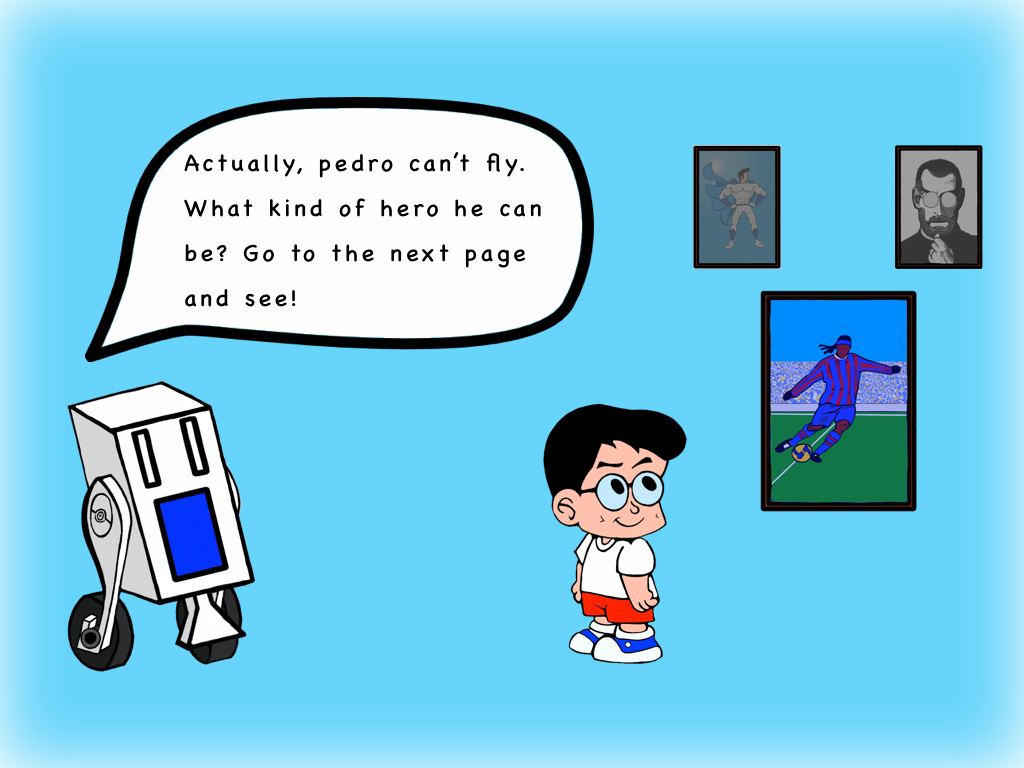 Actually, pedro can't fly.
What kind of hero he can
be? Go to the next page
and see!